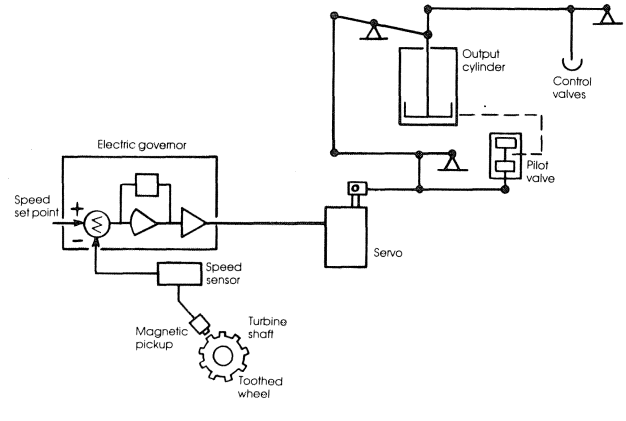 Output
cylinder
Control
valves
Electric governor
Pilot
valve
Speed
set point
+
−
Servo
Speed
sensor
Magnetic
pickup
Turbine
shaft
Toothed
wheel